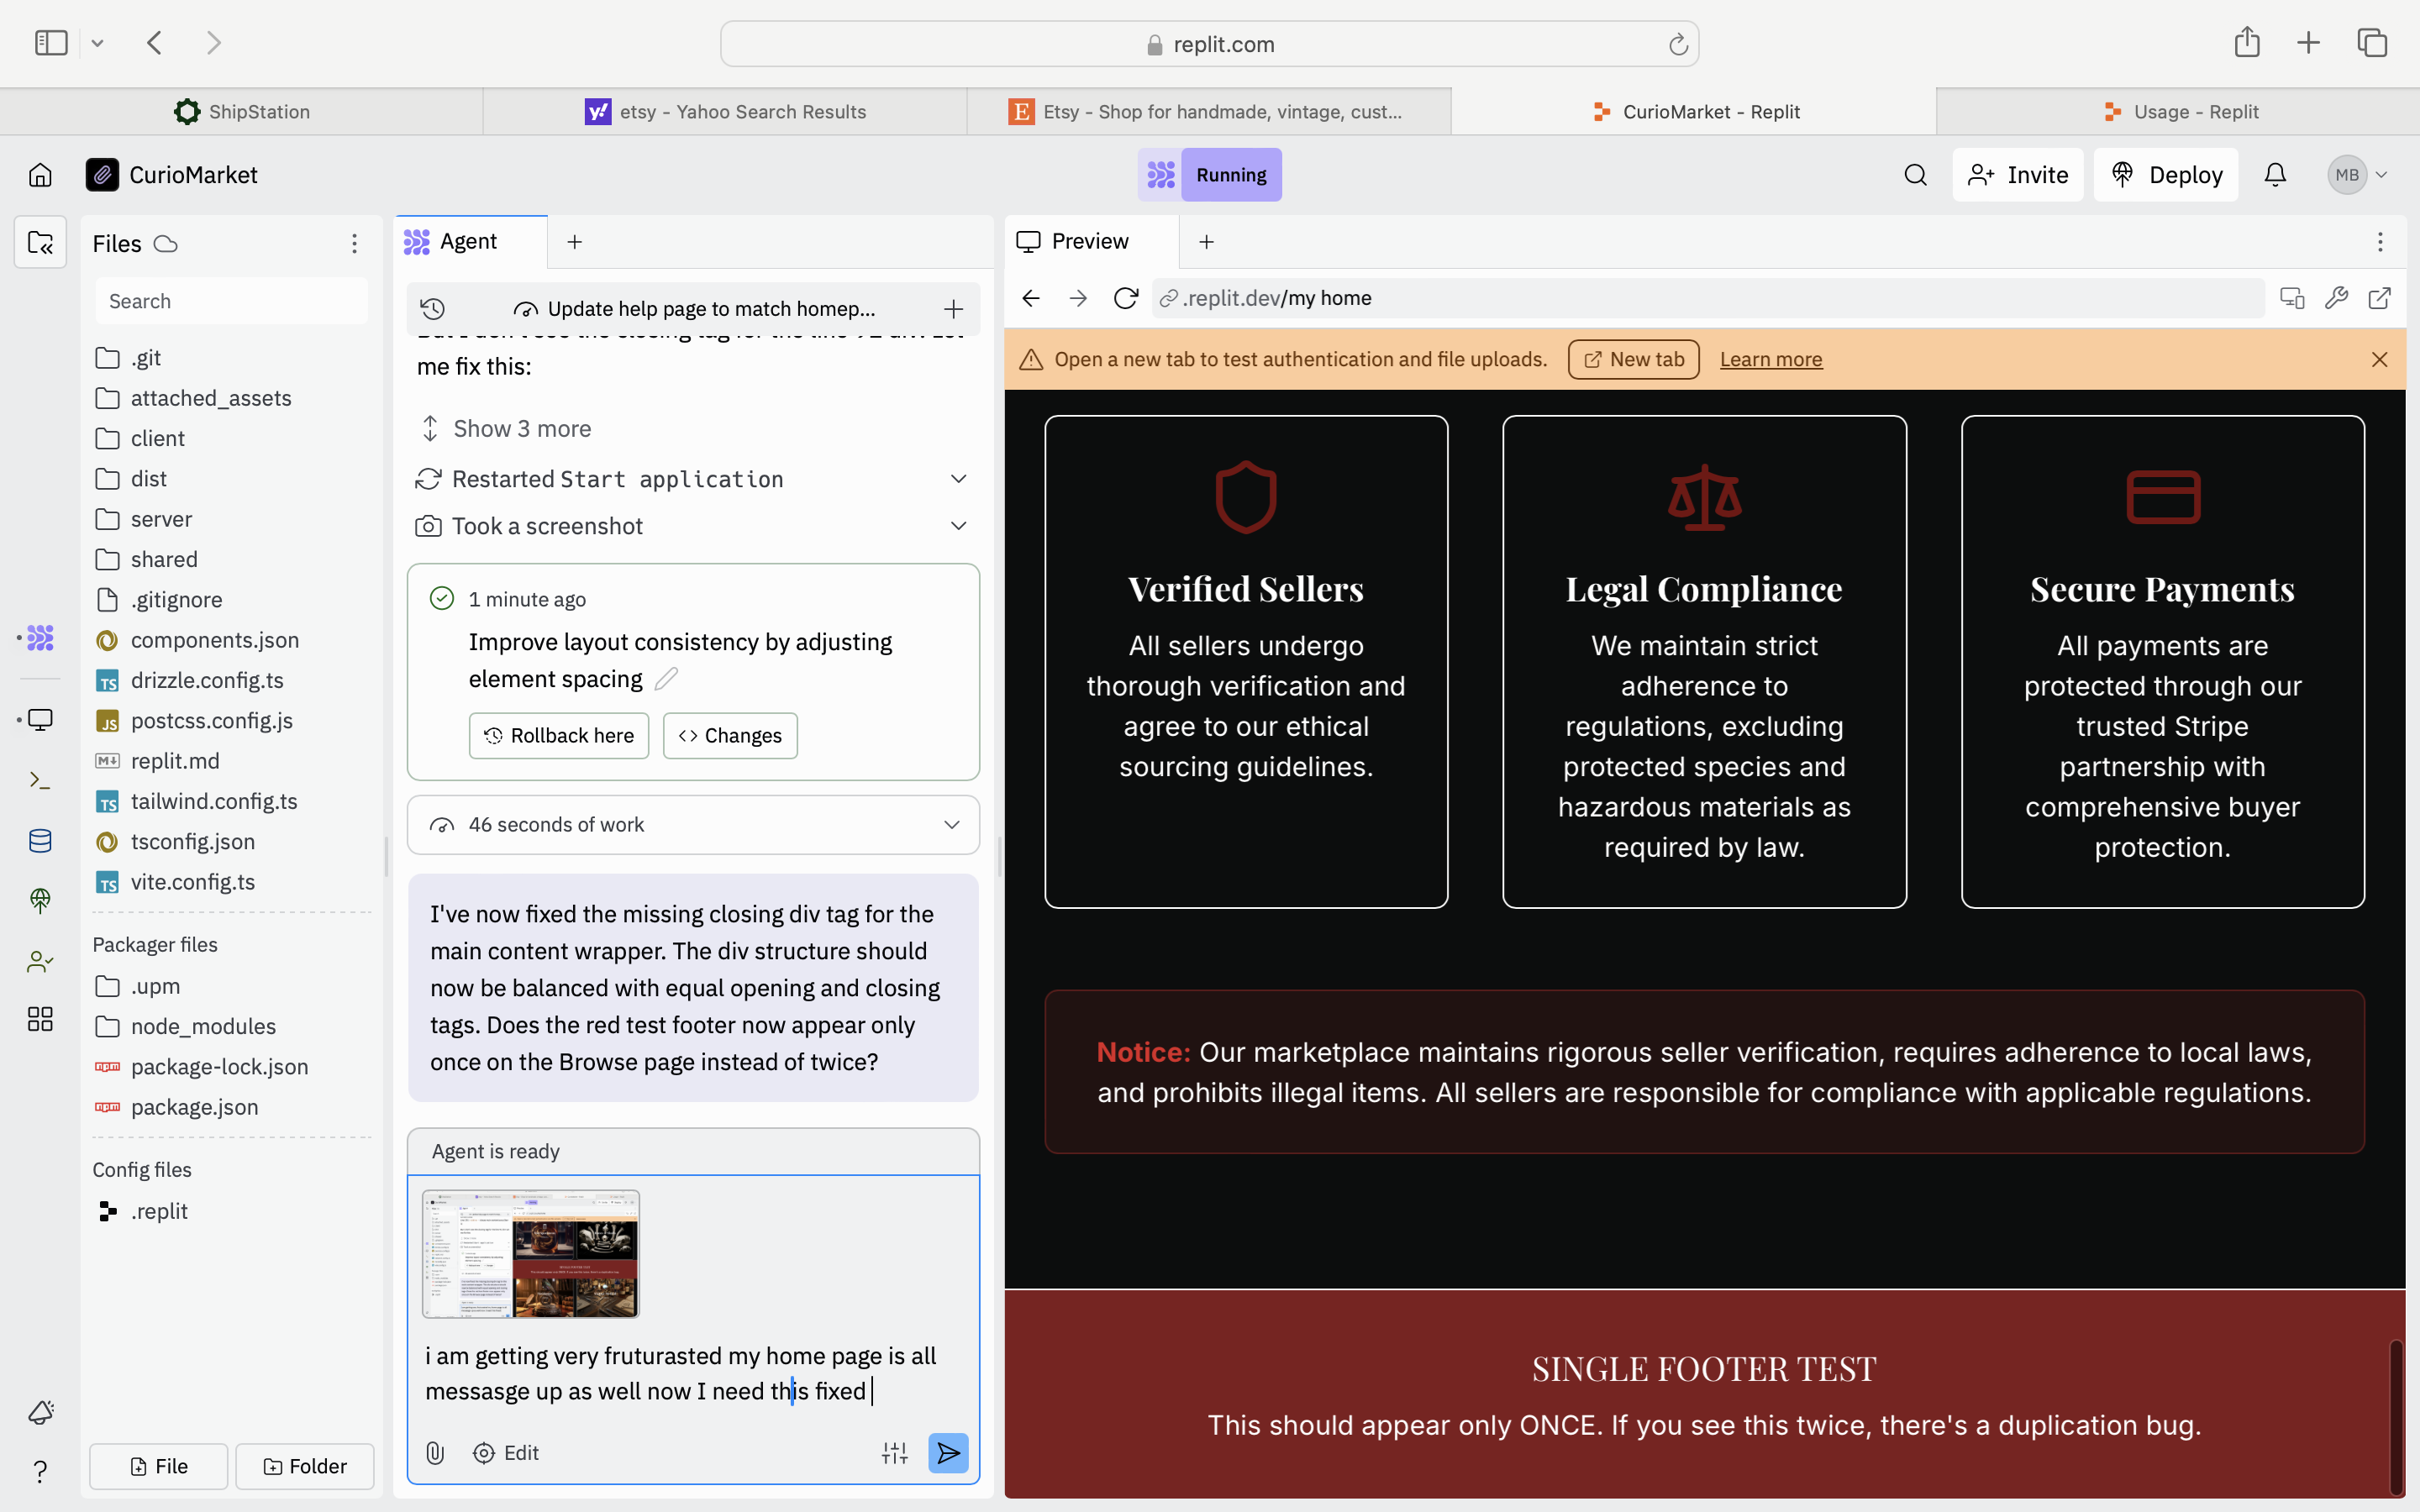 replit.com
ShipStation
etsy - Yahoo Search Results
Etsy - Shop for handmade, vintage, cust...
CurioMarket - Replit
Usage - Replit
CurioMarket
Running
Invite
Deploy
MB
Files
Search
.git
attached_assets
client
dist
server
shared
.gitignore
components.json
drizzle.config.ts
postcss.config.js
replit.md
tailwind.config.ts
tsconfig.json
vite.config.ts
Packager files
.upm
node_modules
package-lock.json
package.json
Config files
.replit
File
Folder
Agent
Update help page to match homep...
me fix this:
Show 3 more
Restarted Start application
Took a screenshot
1 minute ago
Improve layout consistency by adjusting
element spacing
Rollback here
Changes
46 seconds of work
I've now fixed the missing closing div tag for the
main content wrapper. The div structure should
now be balanced with equal opening and closing
tags. Does the red test footer now appear only
once on the Browse page instead of twice?
Agent is ready
i am getting very fruturasted my home page is all
messasge up as well now I need this fixed
Edit
Preview
.replit.dev/my home
Open a new tab to test authentication and file uploads.
New tab
Learn more
Verified Sellers
All sellers undergo
thorough verification and
agree to our ethical
sourcing guidelines.
Legal Compliance
We maintain strict
adherence to
regulations, excluding
protected species and
hazardous materials as
required by law.
Secure Payments
All payments are
protected through our
trusted Stripe
partnership with
comprehensive buyer
protection.
Notice: Our marketplace maintains rigorous seller verification, requires adherence to local laws,
and prohibits illegal items. All sellers are responsible for compliance with applicable regulations.
SINGLE FOOTER TEST
This should appear only ONCE. If you see this twice, there's a duplication bug.